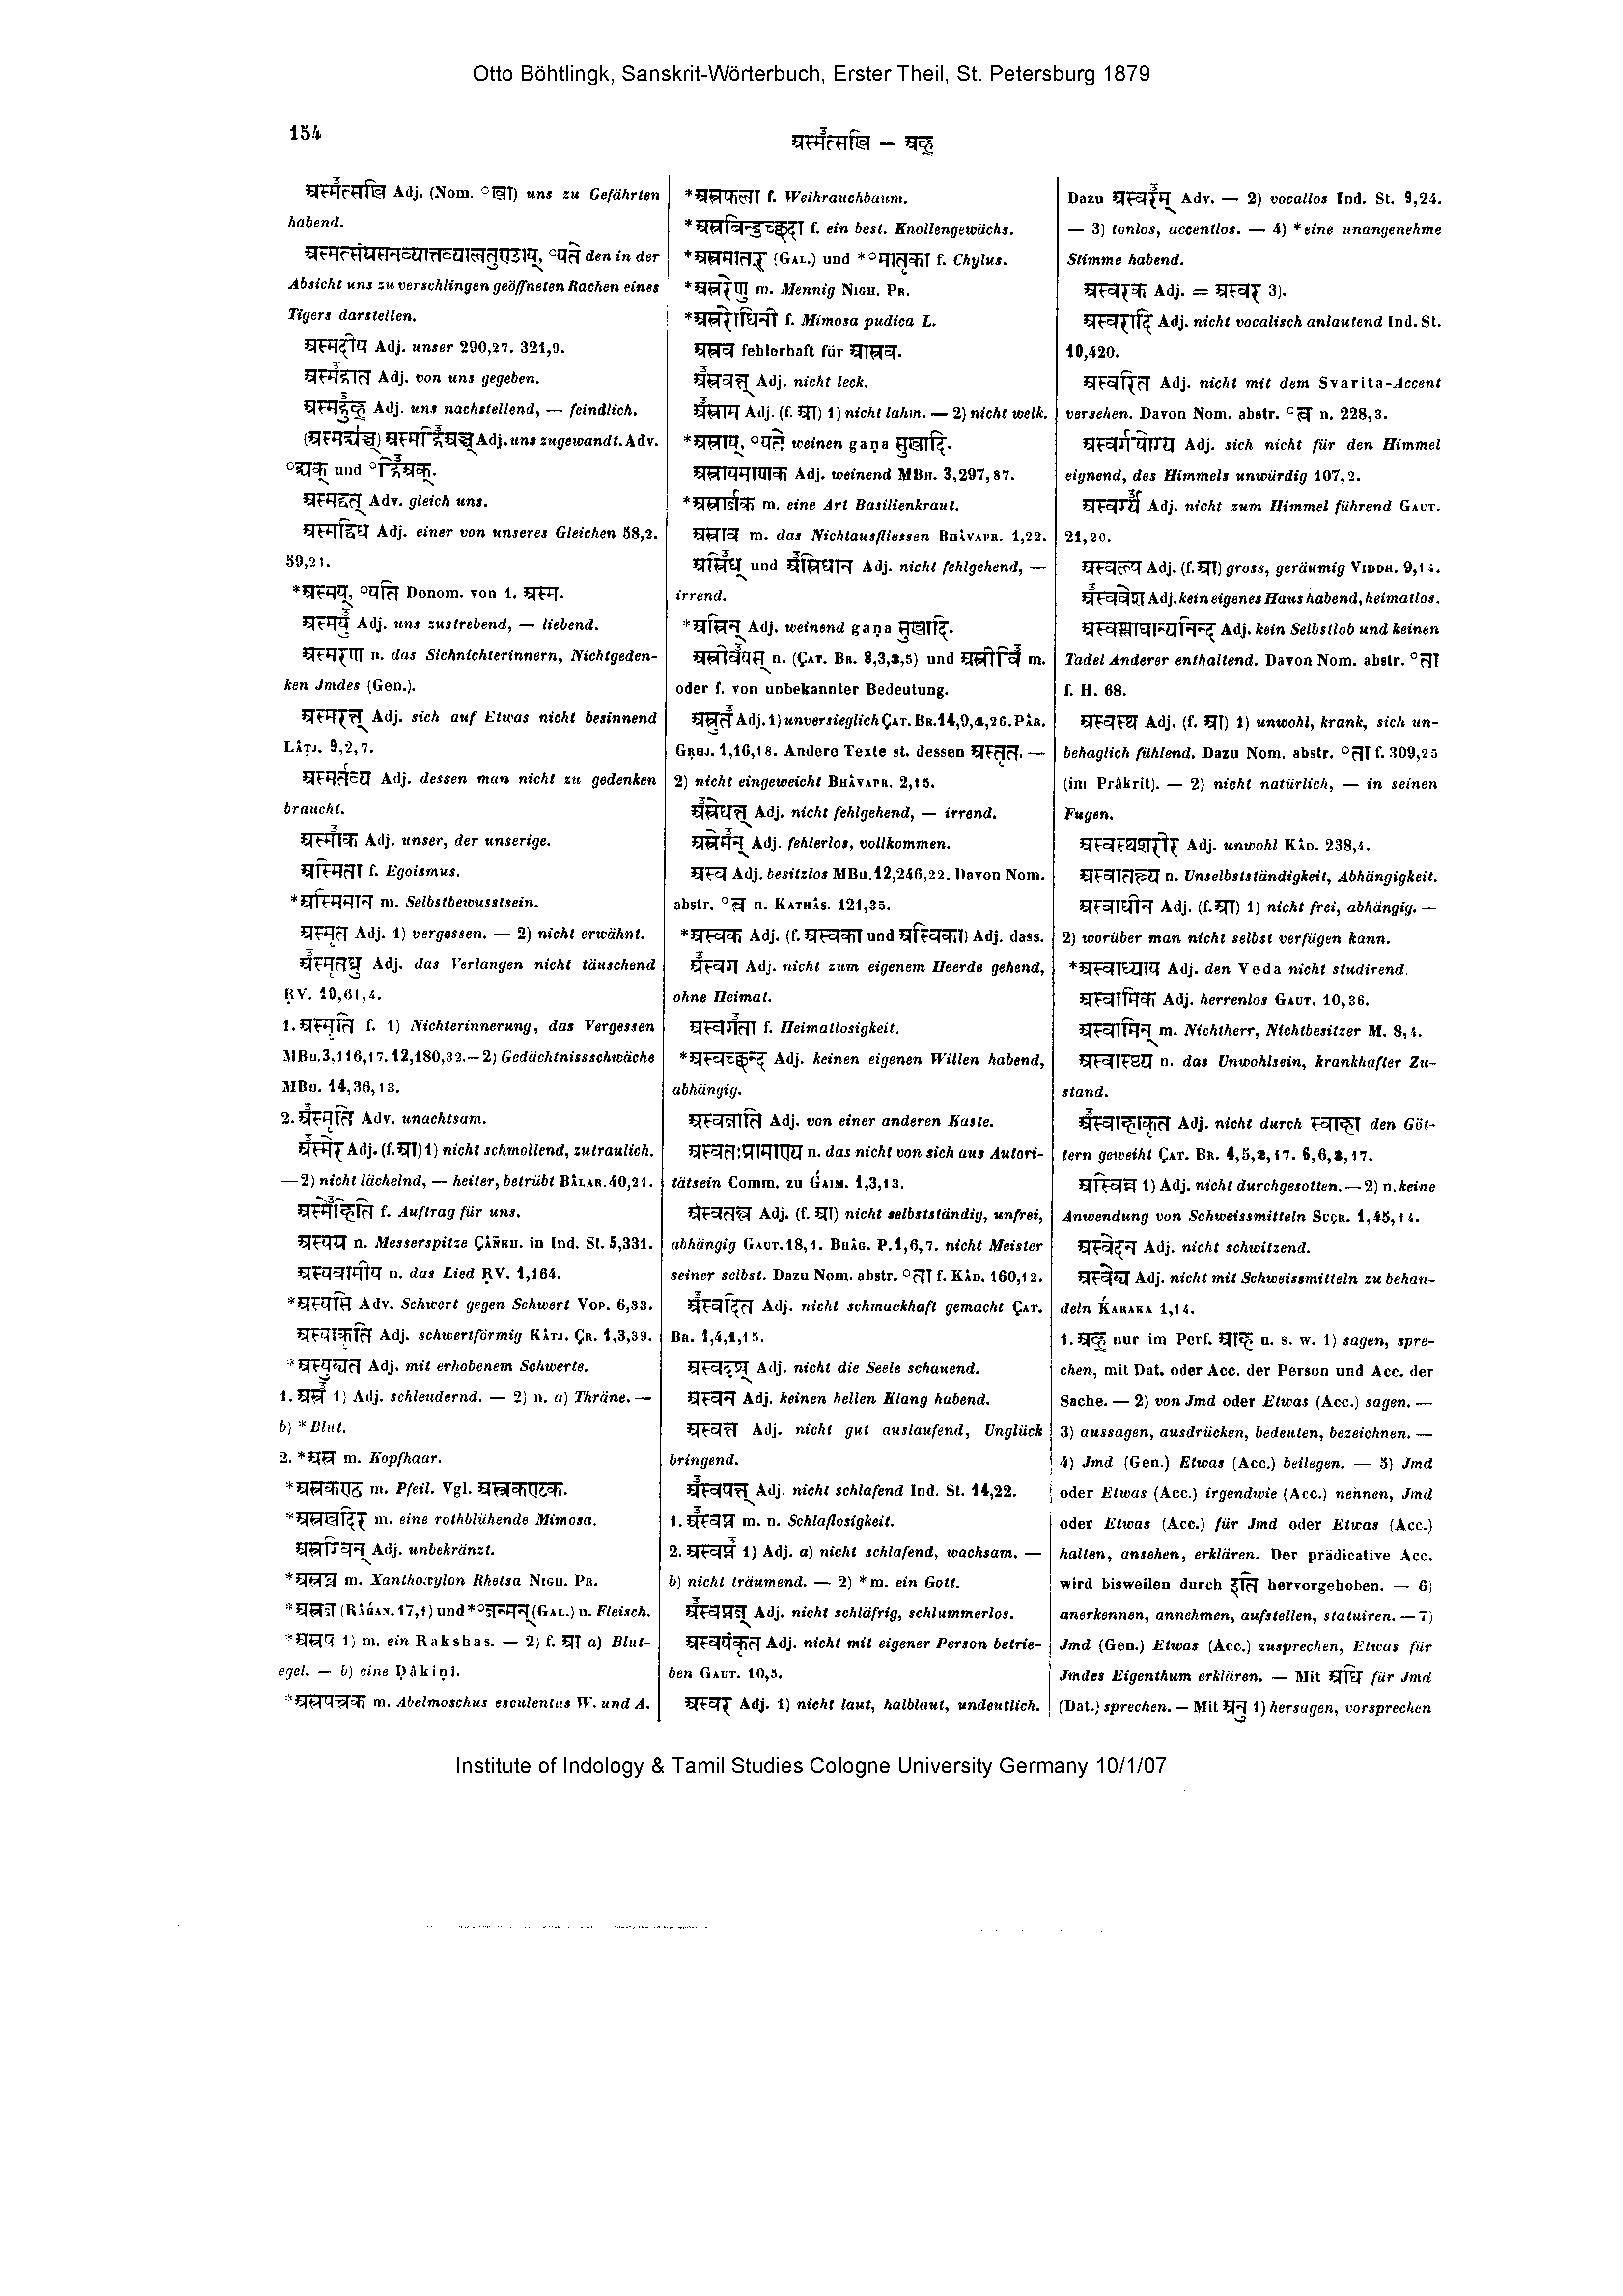 Otto Böhtlingk, Sanskrit-Wörterbuch, Erster Theil, St. Petersburg 1879
154
अस्मत्सखि — अह्
अस्मत्सखि Adj. (Nom. °खा) uns zu Gefährten
habend.
den in der
Absicht uns zu verschlingen geöffneten Rachen eines
Tigers darstellen.
अस्मदीय Adj. unser 290,27. 321,9.
अस्मद्दात Adj. von uns gegeben.
अस्मद्रुह् Adj. uns nachstellend, — feindlich.
Adj. uns zugewandt. Adv.
und
अस्मद्वत् Adv. gleich uns.
अस्मद्विध Adj. einer von unseres Gleichen 58,2.
59,21.
*अस्मय्, °यति Denom. von 1. अस्म.
अस्मयु Adj. uns zustrebend, — liebend.
अस्मरण n. das Sichnichterinnern, Nichtgeden-
ken Jmdes (Gen.).
अस्मरत् Adj. sich auf Etwas nicht besinnend
Lâṭj. 9,2,7.
अस्मर्तव्य Adj. dessen man nicht zu gedenken
braucht.
अस्माक Adj. unser, der unserige.
अस्मिता f. Egoismus.
*अस्मिमान m. Selbstbewusstsein.
अस्मृत Adj. 1) vergessen. — 2) nicht erwähnt.
अस्मृतध्रु Adj. das Verlangen nicht täuschend
ṚV. 10,61,4.
1. अस्मृति f. 1) Nichterinnerung, das Vergessen
MBh. 3,116,17. 12,180,32. — 2) Gedächtnissschwäche
MBh. 14,36,13.
2. अस्मृति Adv. unachtsam.
अस्मेर Adj. (f. आ) 1) nicht schmollend, zutraulich.
— 2) nicht lächelnd, — heiter, betrübt Bâlar. 40,21.
अस्मेहिति f. Auftrag für uns.
अस्यग्र n. Messerspitze Çâṅkh. in Ind. St. 5,331.
अस्यवामीय n. das Lied ṚV. 1,164.
*अस्यसि Adv. Schwert gegen Schwert Vop. 6,33.
अस्याकृति Adj. schwertförmig Kâtj. Çr. 1,3,39.
*अस्युद्यत Adj. mit erhobenem Schwerte.
1. अस्र 1) Adj. schleudernd. — 2) n. a) Thräne. —
b) * Blut.
2. *अस्र m. Kopfhaar.
*अस्रकण्ठ m. Pfeil. Vgl. अस्त्रकण्टक.
*अस्रखदिर m. eine rothblühende Mimosa.
अस्रग्विन् Adj. unbekränzt.
*अस्रघ्न m. Xanthoxylon Rhetsa Nigh. Pr.
*अस्रज (Râǵan. 17,1) und *°जन्मन् (Gal.) n. Fleisch.
*अस्रप 1) m. ein Rakshas. — 2) f. आ a) Blut-
egel. — b) eine Ḍâkinî.
*अस्रपत्त्रक m. Abelmoschus esculentus W. und A.
*अस्रफला f. Weihrauchbaum.
*अस्रबिन्दुच्छदा f. ein best. Knollengewächs.
*अस्रमातर् (Gal.) und *°मातृका f. Chylus.
*अस्ररेणु m. Mennig Nigh. Pr.
*अस्ररोधिनी f. Mimosa pudica L.
अस्रव fehlerhaft für आस्रव.
अस्रवत् Adj. nicht leck.
अस्राम Adj. (f. आ) 1) nicht lahm. — 2) nicht welk.
*अस्राय्, °यते weinen gaṇa सुखादि.
अस्रायमाणक Adj. weinend MBh. 3,297,87.
*अस्रार्जक m. eine Art Basilienkraut.
अस्राव m. das Nichtausfliessen Bhâvapr. 1,22.
अस्रिध् und अस्रिधान Adj. nicht fehlgehend, —
irrend.
*अस्रिन् Adj. weinend gaṇa सुखादि.
अस्रीवयस् n. (Çat. Br. 8,3,3,5) und अस्रीवि m.
oder f. von unbekannter Bedeutung.
अस्रुत Adj. 1) unversieglich Çat. Br. 14,9,4,26. Pâr.
Gṛhj. 1,16,18. Andere Texte st. dessen अस्तृत. —
2) nicht eingeweicht Bhâvapr. 2,15.
अस्रेधत् Adj. nicht fehlgehend, — irrend.
अस्रेमन् Adj. fehlerlos, vollkommen.
अस्व Adj. besitzlos MBh. 12,246,22. Davon Nom.
abstr. °त्व n. Kathâs. 121,35.
*अस्वक Adj. (f. अस्वका und अस्विका) Adj. dass.
अस्वग Adj. nicht zum eigenem Heerde gehend,
ohne Heimat.
अस्वगता f. Heimatlosigkeit.
*अस्वच्छन्द Adj. keinen eigenen Willen habend,
abhängig.
अस्वजाति Adj. von einer anderen Kaste.
अस्वतःप्रामाण्य n. das nicht von sich aus Autori-
tätsein Comm. zu Ǵaim. 1,3,13.
अस्वतन्त्र Adj. (f. आ) nicht selbstständig, unfrei,
abhängig Gaut. 18,1. Bhâg. P. 1,6,7. nicht Meister
seiner selbst. Dazu Nom. abstr. °ता f. Kâd. 160,12.
अस्वदित Adj. nicht schmackhaft gemacht Çat.
Br. 1,4,1,15.
अस्वदृश् Adj. nicht die Seele schauend.
अस्वन Adj. keinen hellen Klang habend.
अस्वन्त Adj. nicht gut auslaufend, Unglück
bringend.
अस्वपत् Adj. nicht schlafend Ind. St. 14,22.
1. अस्वप्न m. n. Schlaflosigkeit.
2. अस्वप्न 1) Adj. a) nicht schlafend, wachsam. —
b) nicht träumend. — 2) *m. ein Gott.
अस्वप्नज् Adj. nicht schläfrig, schlummerlos.
अस्वयंकृत Adj. nicht mit eigener Person betrie-
ben Gaut. 10,5.
अस्वर Adj. 1) nicht laut, halblaut, undeutlich.
Dazu अस्वरम् Adv. — 2) vocallos Ind. St. 9,24.
— 3) tonlos, accentlos. — 4) * eine unangenehme
Stimme habend.
अस्वरक Adj. = अस्वर 3).
अस्वरादि Adj. nicht vocalisch anlautend Ind. St.
10,420.
अस्वरित Adj. nicht mit dem Svarita-Accent
versehen. Davon Nom. abstr. °त्व n. 228,3.
अस्वर्गयोग्य Adj. sich nicht für den Himmel
eignend, des Himmels unwürdig 107,2.
अस्वर्ग्य Adj. nicht zum Himmel führend Gaut.
21,20.
अस्वल्प Adj. (f. आ) gross, geräumig Viddh. 9,14.
अस्ववेश Adj. kein eigenes Haus habend, heimatlos.
अस्वश्लाघान्यनिन्द Adj. kein Selbstlob und keinen
Tadel Anderer enthaltend. Davon Nom. abstr. °ता
f. H. 68.
अस्वस्थ Adj. (f. आ) 1) unwohl, krank, sich un-
behaglich fühlend. Dazu Nom. abstr. °ता f. 309,25
(im Prâkrit). — 2) nicht natürlich, — in seinen
Fugen.
अस्वस्थशरीर Adj. unwohl Kâd. 238,4.
अस्वातन्त्र्य n. Unselbstständigkeit, Abhängigkeit.
अस्वाधीन Adj. (f. आ) 1) nicht frei, abhängig. —
2) worüber man nicht selbst verfügen kann.
*अस्वाध्याय Adj. den Veda nicht studirend.
अस्वामिक Adj. herrenlos Gaut. 10,36.
अस्वामिन् m. Nichtherr, Nichtbesitzer M. 8,4.
अस्वास्थ्य n. das Unwohlsein, krankhafter Zu-
stand.
अस्वाहाकृत Adj. nicht durch स्वाहा den Göt-
tern geweiht Çat. Br. 4,5,2,17. 6,6,3,17.
अस्विन्न 1) Adj. nicht durchgesotten. — 2) n. keine
Anwendung von Schweissmitteln Suçr. 1,45,14.
अस्वेदन Adj. nicht schwitzend.
अस्वेद्य Adj. nicht mit Schweissmitteln zu behan-
deln Ḱaraka 1,14.
1. अह् nur im Perf. आह u. s. w. 1) sagen, spre-
chen, mit Dat. oder Acc. der Person und Acc. der
Sache. — 2) von Jmd oder Etwas (Acc.) sagen. —
3) aussagen, ausdrücken, bedeuten, bezeichnen. —
4) Jmd (Gen.) Etwas (Acc.) beilegen. — 5) Jmd
oder Etwas (Acc.) irgendwie (Acc.) nennen, Jmd
oder Etwas (Acc.) für Jmd oder Etwas (Acc.)
halten, ansehen, erklären. Der prädicative Acc.
wird bisweilen durch इति hervorgehoben. — 6)
anerkennen, annehmen, aufstellen, statuiren. — 7)
Jmd (Gen.) Etwas (Acc.) zusprechen, Etwas für
Jmdes Eigenthum erklären. — Mit अधि für Jmd
(Dat.) sprechen. — Mit अनु 1) hersagen, vorsprechen
Institute of Indology & Tamil Studies Cologne University Germany 10/1/07